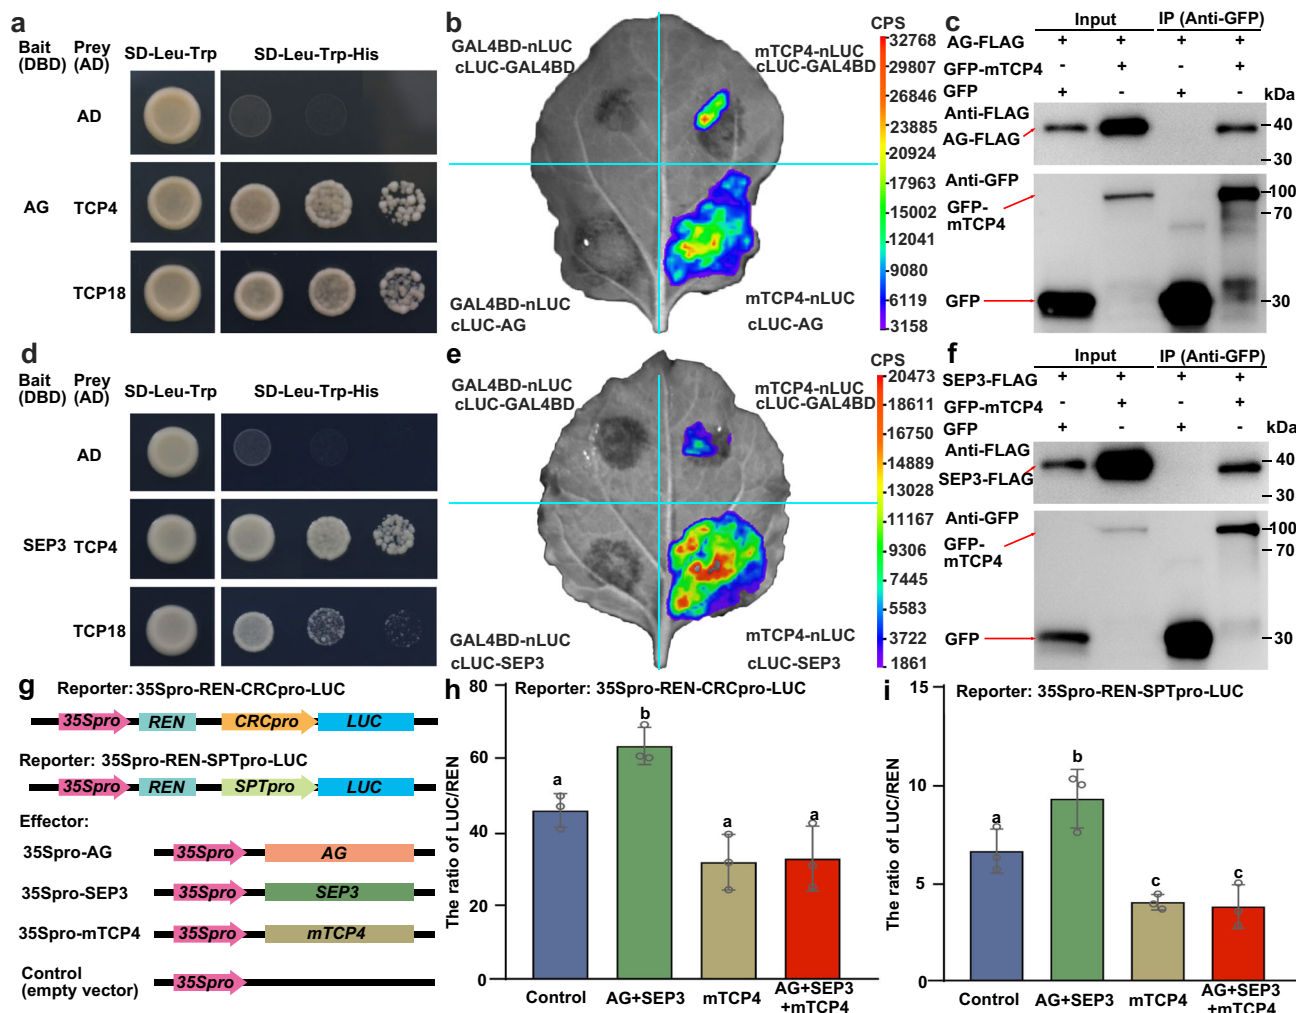 a
Bait (DBD)
Prey (AD)
SD-Leu-Trp
SD-Leu-Trp-His
AD
AG
TCP4
TCP18
b
GAL4BD-nLUC
cLUC-GAL4BD
mTCP4-nLUC
cLUC-GAL4BD
GAL4BD-nLUC
cLUC-AG
mTCP4-nLUC
cLUC-AG
CPS
32768
29807
26846
23885
20924
17963
15002
12041
9080
6119
3158
c
Input
IP (Anti-GFP)
AG-FLAG + + + +
GFP-mTCP4 - + - +
GFP + - + -
kDa
Anti-FLAG
AG-FLAG
40
30
Anti-GFP
GFP-
mTCP4
100
70
GFP
30
d
Bait (DBD)
Prey (AD)
SD-Leu-Trp
SD-Leu-Trp-His
AD
SEP3
TCP4
TCP18
e
GAL4BD-nLUC
cLUC-GAL4BD
mTCP4-nLUC
cLUC-GAL4BD
GAL4BD-nLUC
cLUC-SEP3
mTCP4-nLUC
cLUC-SEP3
CPS
20473
18611
16750
14889
13028
11167
9306
7445
5583
3722
1861
f
Input
IP (Anti-GFP)
SEP3-FLAG + + + +
GFP-mTCP4 - + - +
GFP + - + -
kDa
Anti-FLAG
SEP3-FLAG
40
30
Anti-GFP
GFP-
mTCP4
100
70
GFP
30
g
Reporter: 35Spro-REN-CRCpro-LUC
35Spro REN CRCpro LUC
Reporter: 35Spro-REN-SPTpro-LUC
35Spro REN SPTpro LUC
Effector:
35Spro-AG 35Spro AG
35Spro-SEP3 35Spro SEP3
35Spro-mTCP4 35Spro mTCP4
Control
(empty vector)
35Spro
h
Reporter: 35Spro-REN-CRCpro-LUC
The ratio of LUC/REN
80
60
40
20
0
a
b
a
a
Control
AG+SEP3
mTCP4
AG+SEP3
+mTCP4
i
Reporter: 35Spro-REN-SPTpro-LUC
The ratio of LUC/REN
15
10
5
0
a
b
c
c
Control
AG+SEP3
mTCP4
AG+SEP3
+mTCP4